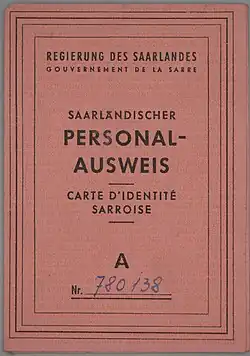 REGIERUNG DES SAARLANDES
GOUVERNEMENT DE LA SARRE
SAARLÄNDISCHER
PERSONAL-
AUSWEIS
CARTE D'IDENTITÉ
SARROISE
A
Nr. 780138